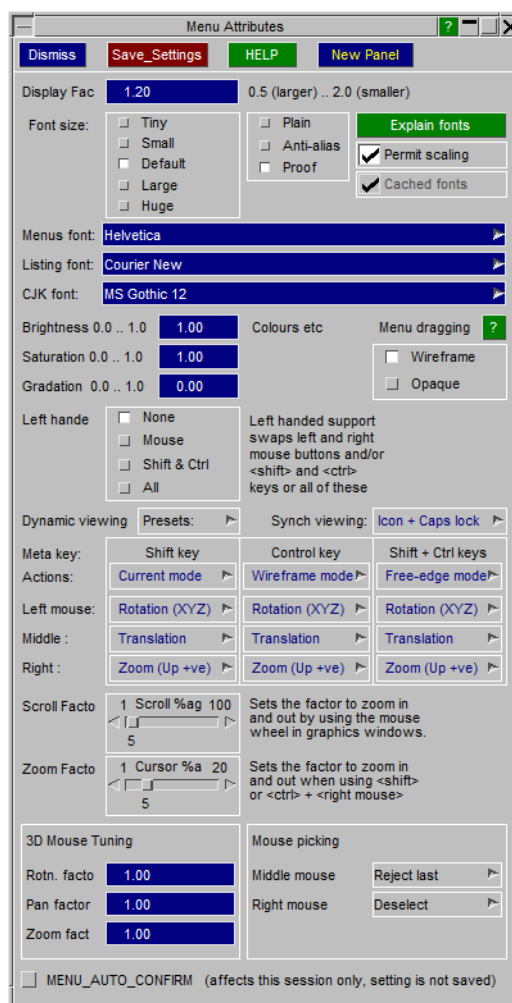 Menu Attributes ?
Dismiss Save_Settings HELP New Panel
Display Fac 1.20 0.5 (larger) .. 2.0 (smaller)
Font size: Tiny Plain Explain fonts
Small Anti-alias Permit scaling
Default Proof Cached fonts
Large
Huge
Menus font: Helvetica
Listing font: Courier New
CJK font: MS Gothic 12
Brightness 0.0 .. 1.0 1.00 Colours etc Menu dragging ?
Saturation 0.0 .. 1.0 1.00 Wireframe
Gradation 0.0 .. 1.0 0.00 Opaque
Left hande None Left handed support
Mouse swaps left and right
mouse buttons and/or
Shift & Ctrl <shift> and <ctrl>
All keys or all of these
Dynamic viewing Presets: Synch viewing: Icon + Caps lock
Meta key: Shift key Control key Shift + Ctrl keys
Actions: Current mode Wireframe mode Free-edge mode
Left mouse: Rotation (XYZ) Rotation (XYZ) Rotation (XYZ)
Middle : Translation Translation Translation
Right : Zoom (Up +ve) Zoom (Up +ve) Zoom (Up +ve)
Scroll Facto 1 Scroll %ag 100 Sets the factor to zoom in
and out by using the mouse
5 wheel in graphics windows.
Zoom Facto 1 Cursor %a 20 Sets the factor to zoom in
and out when using <shift>
5 or <ctrl> + <right mouse>
3D Mouse Tuning Mouse picking
Rotn. facto 1.00 Middle mouse Reject last
Pan factor 1.00 Right mouse Deselect
Zoom fact 1.00
MENU_AUTO_CONFIRM (affects this session only, setting is not saved)